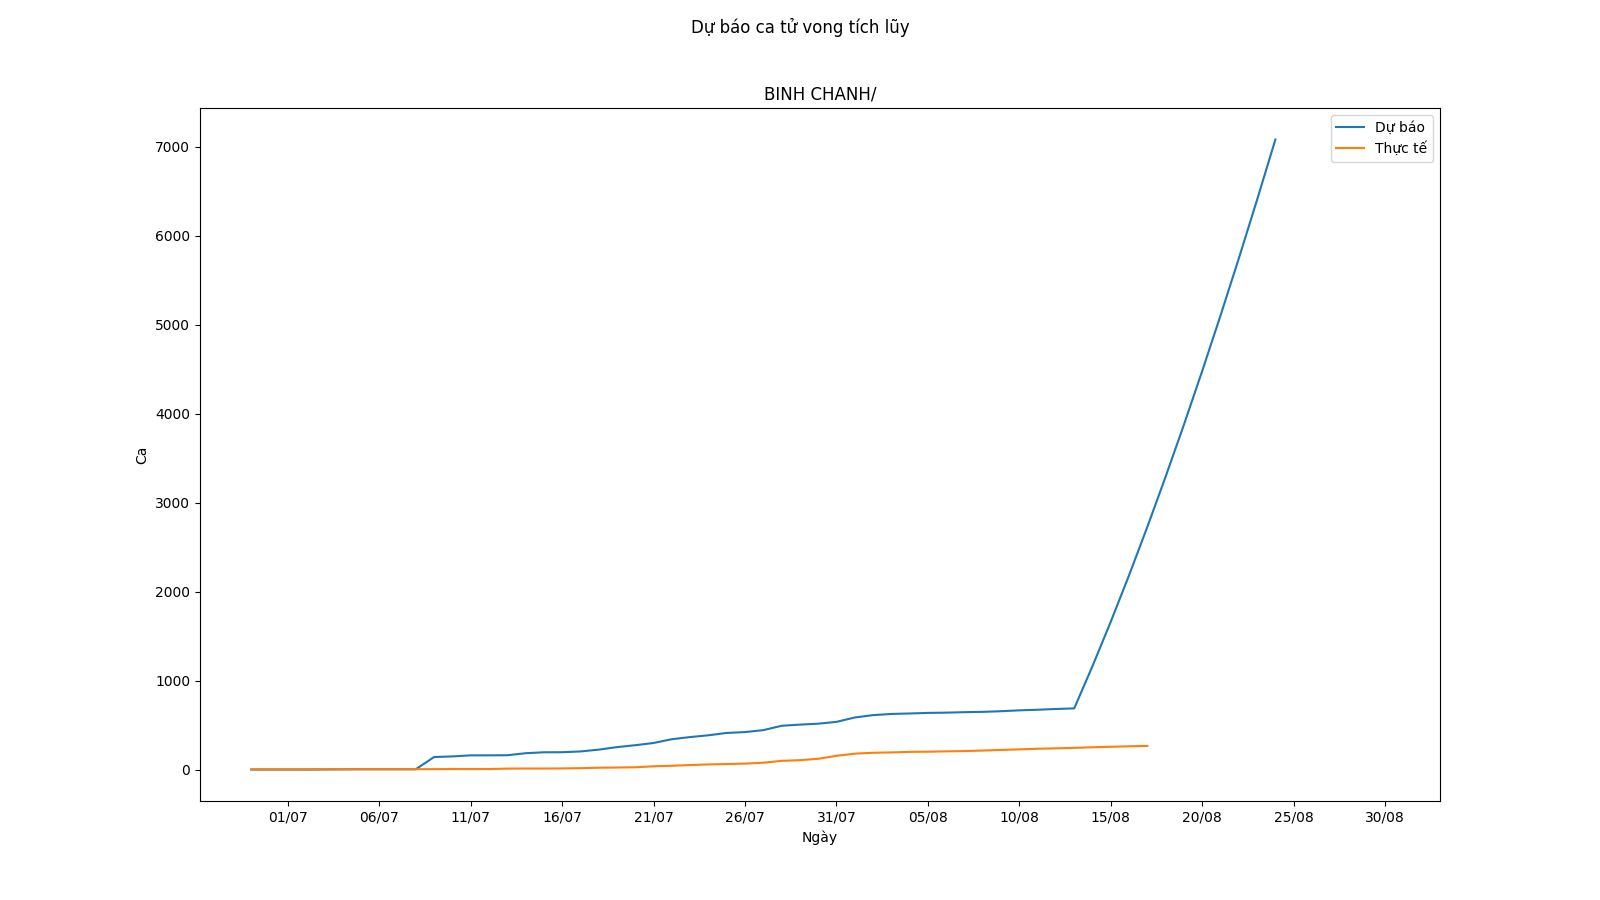 Dự báo ca tử vong tích lũy
BINH CHANH/
Dự báo
Thực tế
7000
6000
5000
4000
3000
2000
1000
0
Ca
01/07 06/07 11/07 16/07 21/07 26/07 31/07 05/08 10/08 15/08 20/08 25/08 30/08
Ngày